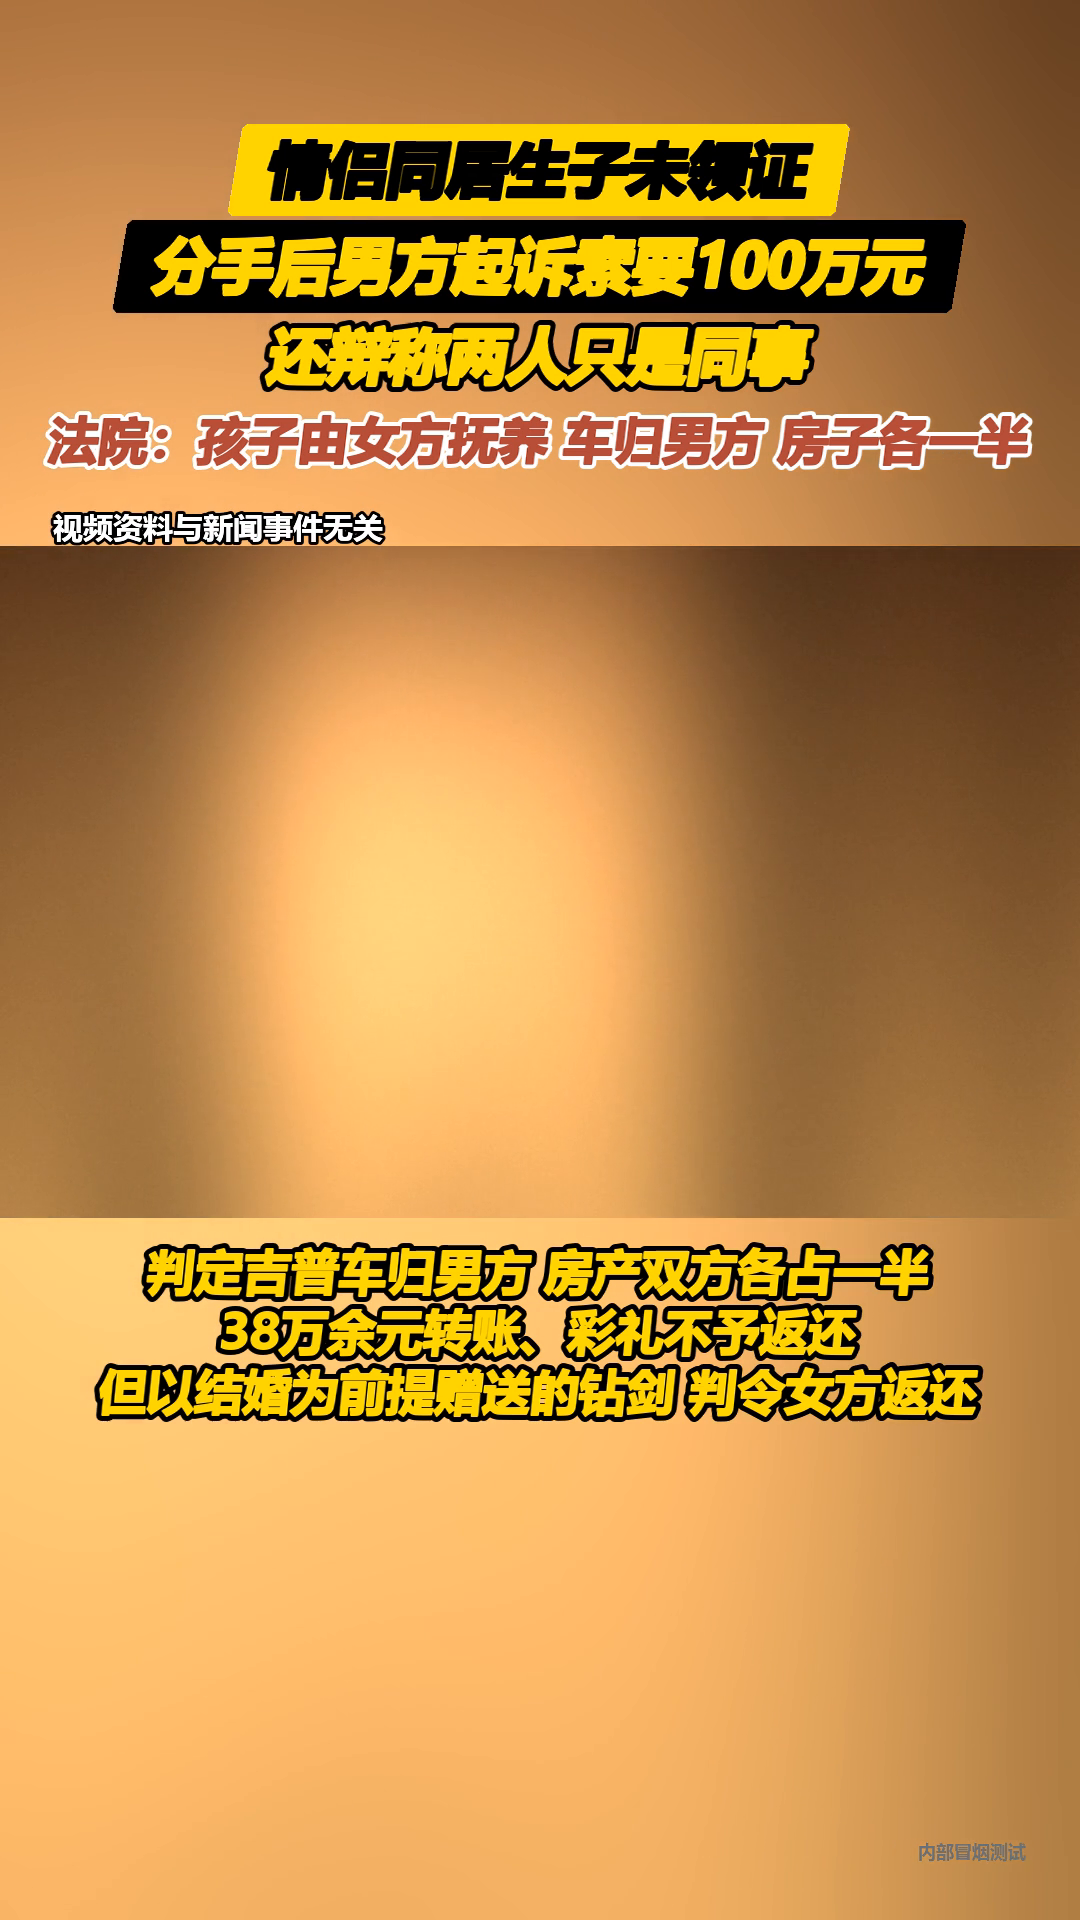 情侣同居生子未领证
分手后男方起诉索要100万元
还辩称两人只是同事
法院：孩子由女方抚养 车归男方 房子各一半
视频资料与新闻事件无关
判定吉普车归男方 房产双方各占一半
38万余元转账、彩礼不予返还
但以结婚为前提赠送的钻剑 判令女方返还
内部冒烟测试